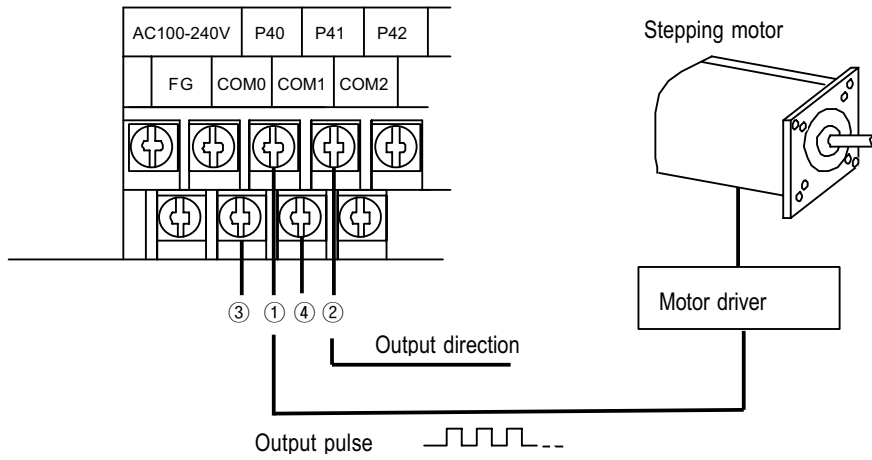 AC100-240V P40 P41 P42
FG COM0 COM1 COM2
Stepping motor
③ ① ④ ②
Motor driver
Output direction
Output pulse